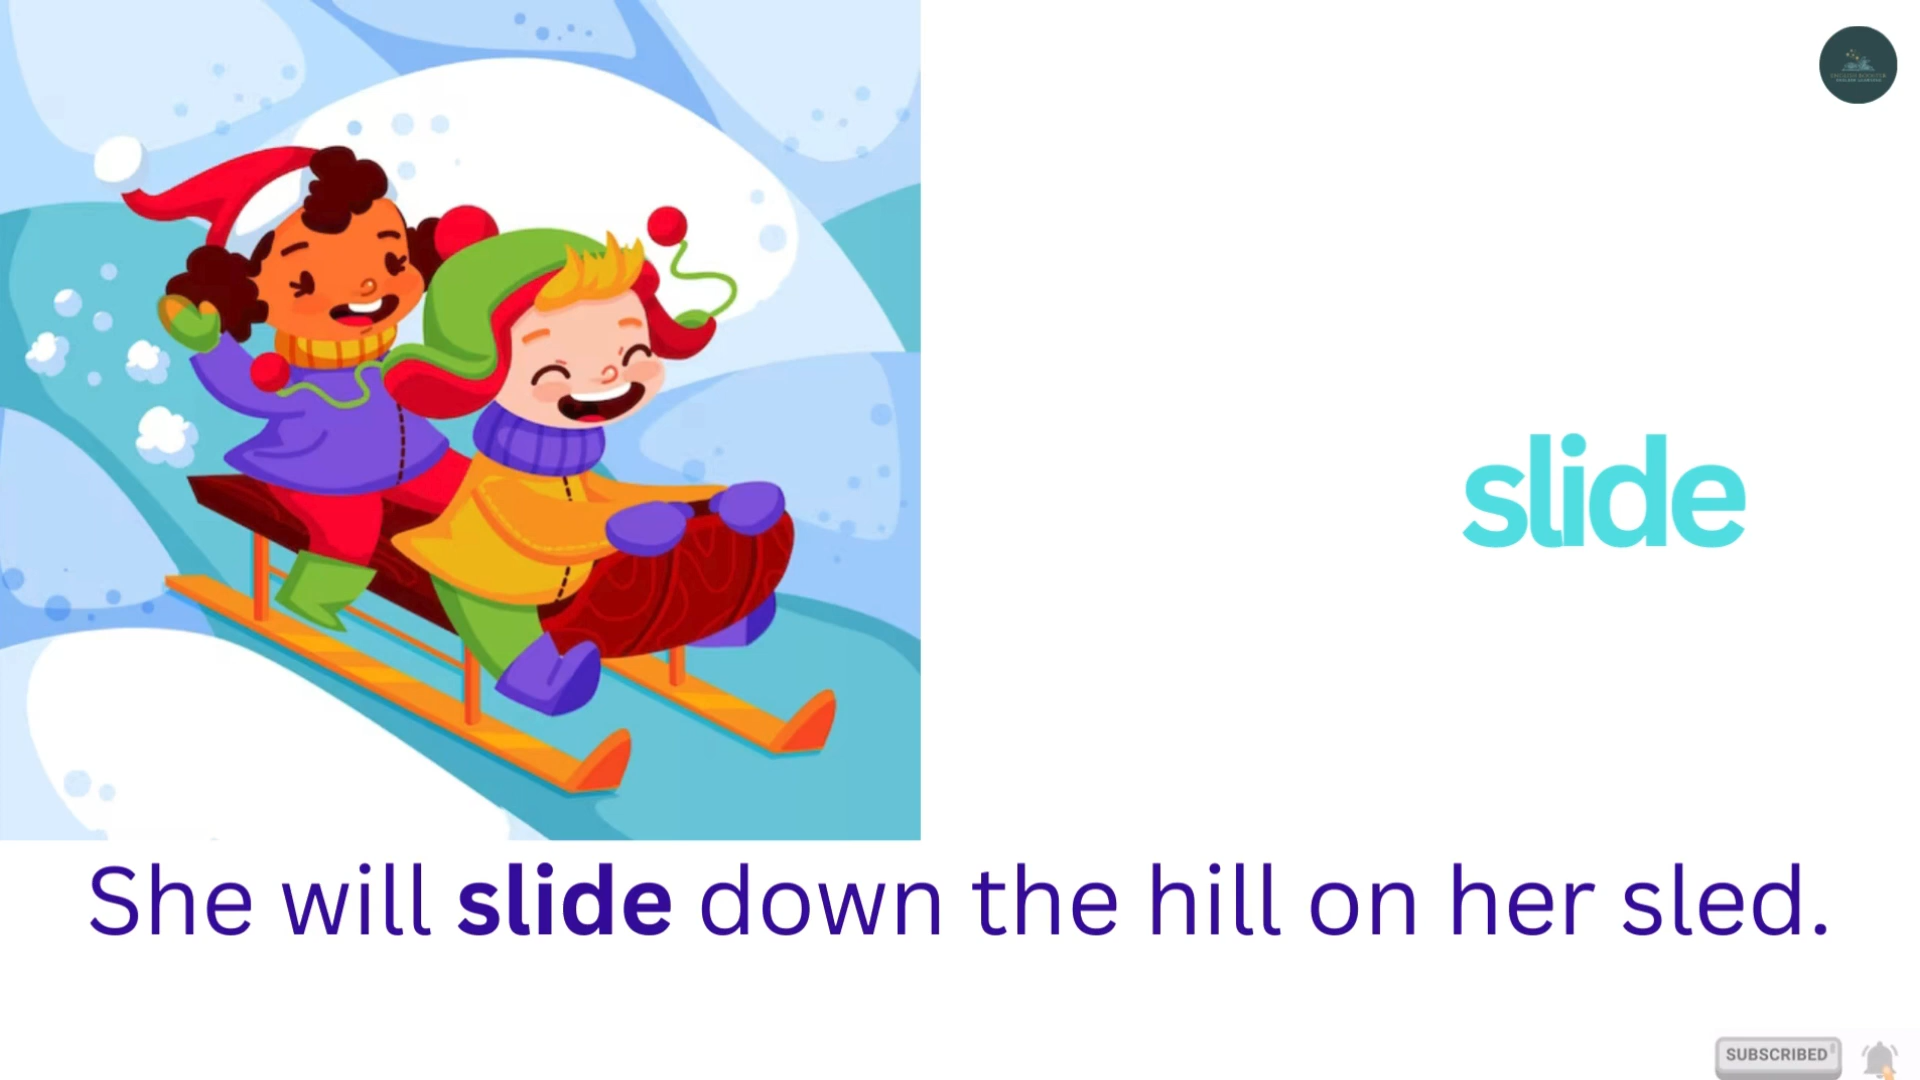 slide
She will slide down the hill on her sled.
SUBSCRIBED